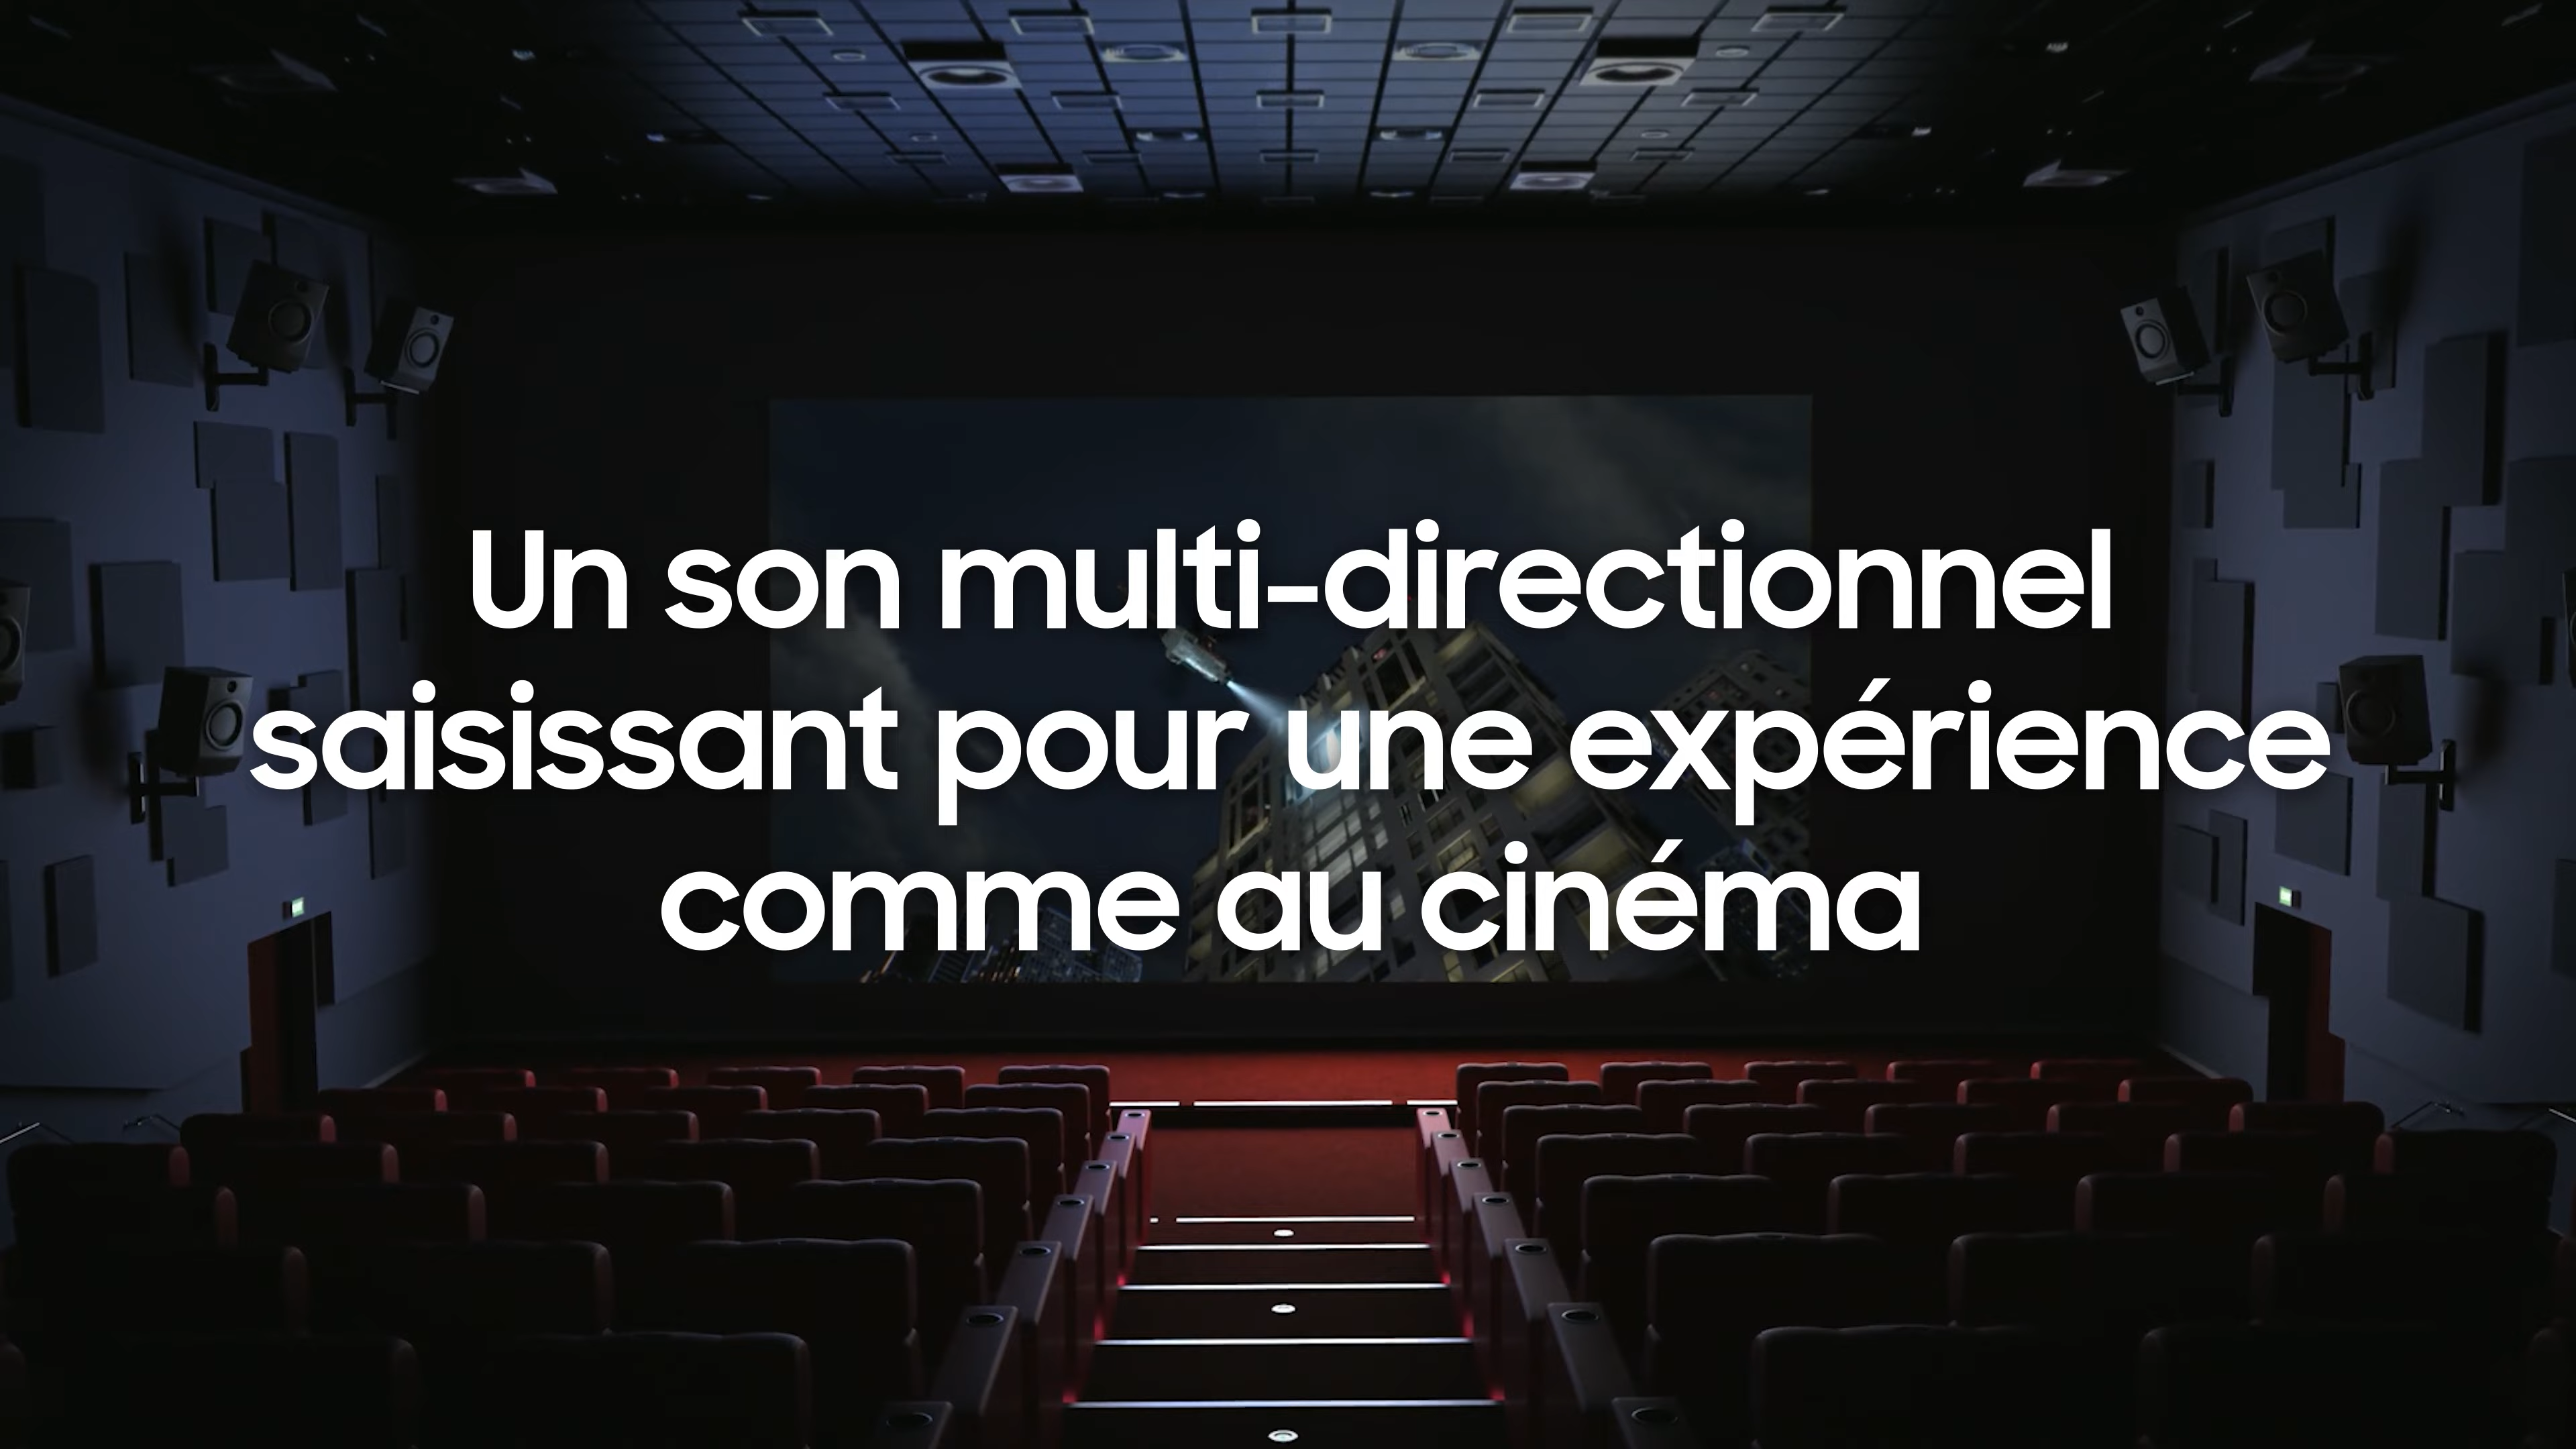 Un son multi-directionnel
saisissant pour une expérience
comme au cinéma